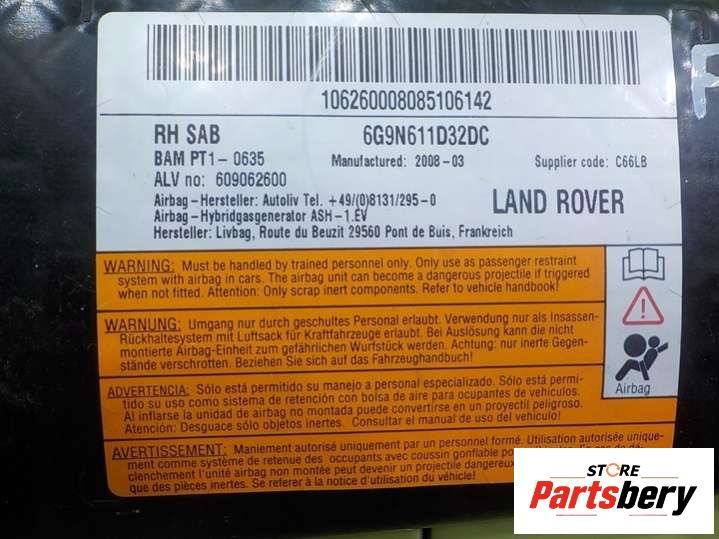 106260008085106142
RH SAB 6G9N611D32DC
BAM PT1- 0635 Manufactured: 2008-03 Supplier code: C66LB
ALV no: 609062600
Airbag-Hersteller: Autoliv Tel. +49/(0)8131/295-0
Airbag-Hybridgasgenerator ASH-1.EV
Hersteller: Livbag, Route du Beuzit 29560 Pont de Buis, Frankreich
LAND ROVER
WARNING: Must be handled by trained personnel only. Only use as passenger restraint
system with airbag in cars. The airbag unit can become a dangerous projectile if triggered
when not fitted. Attention: Only scrap inert components. Refer to vehicle handbook!
WARNUNG: Umgang nur durch geschultes Personal erlaubt. Verwendung nur als Insassen-
Rückhaltesystem mit Luftsack für Kraftfahrzeuge erlaubt. Bei Auslösung kann die nicht
montierte Airbag-Einheit zum gefährlichen Wurfstück werden. Achtung: nur inerte Gegen-
stände verschrotten. Beziehen Sie sich auf das Fahrzeughandbuch!
Airbag
ADVERTENCIA: Sólo está permitido su manejo a personal especializado. Sólo está permi-
tido su uso como sistema de retención con bolsa de aire para ocupantes de vehículos.
Al inflarse la unidad de airbag no montada puede convertirse en un proyectil peligroso.
Atención: Desguace sólo objetos inertes. Consultar el manual de uso del vehículo!
AVERTISSEMENT: Maniement autorisé uniquement par un personnel formé. Utilisation autorisée unique-
ment comme système de retenue des occupants avec coussin gonflable po
clenchement l'unité airbag non montée peut devenir un projectile dangereux
que des pièces inertes. Se referer à la notice d'utilisation du véhicule!
STORE
Partsbery